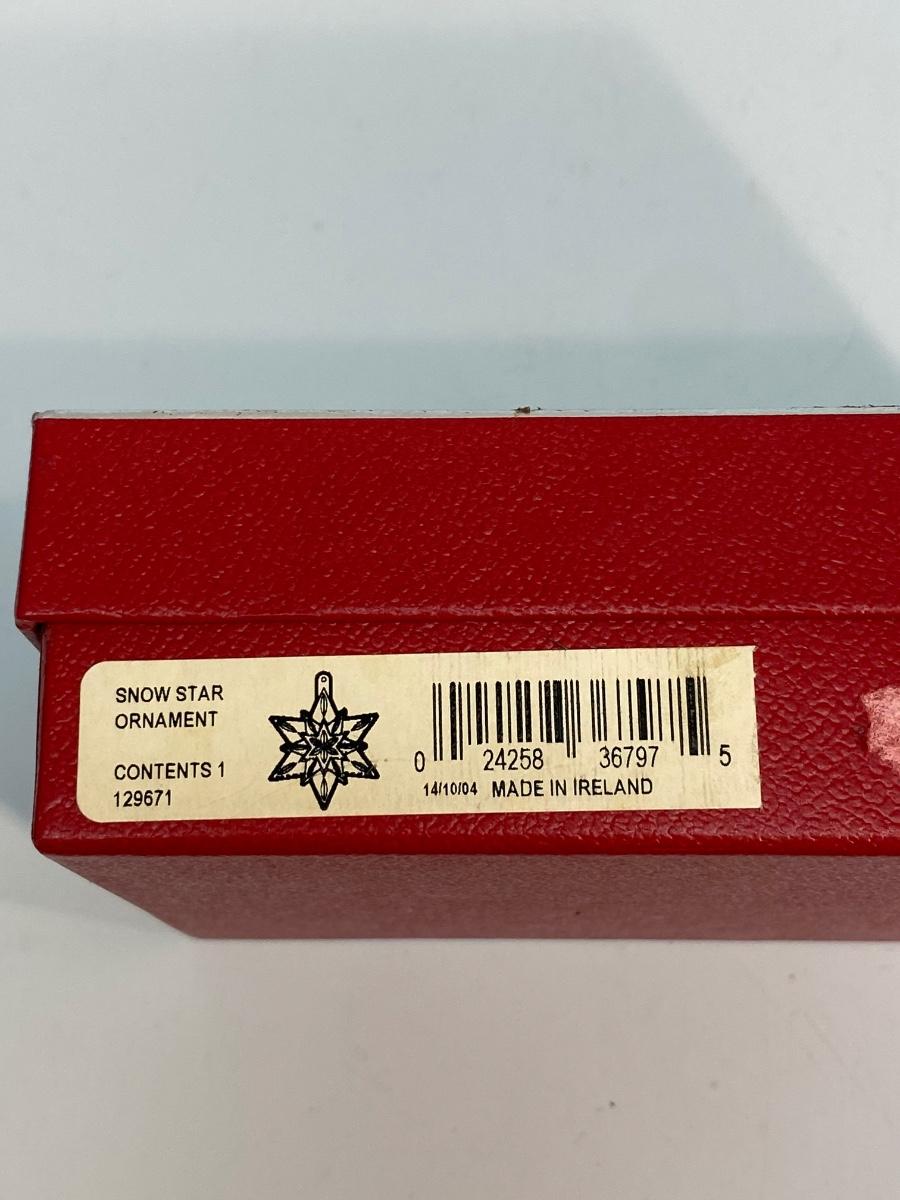 SNOW STAR
ORNAMENT
CONTENTS 1
129671
0 24258 36797 5
14/10/04 MADE IN IRELAND